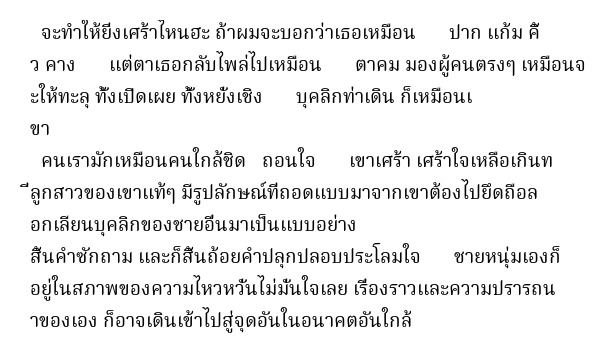 จะทำให้ยิ่งเศร้าไหนฮะ ถ้าผมจะบอกว่าเธอเหมือน ปาก แก้ม คิ้
ว คาง แต่ตาเธอกลับไพล่ไปเหมือน ตาคม มองผู้คนตรงๆ เหมือนจ
ะให้ทะลุ ทั้งเปิดเผย ทั้งหยั่งเชิง บุคลิกท่าเดิน ก็เหมือนเ
ขา
คนเรามักเหมือนคนใกล้ชิด ถอนใจ เขาเศร้า เศร้าใจเหลือเกินท
ี่ลูกสาวของเขาแท้ๆ มีรูปลักษณ์ที่ถอดแบบมาจากเขาต้องไปยึดถือล
อกเลียนบุคลิกของชายอื่นมาเป็นแบบอย่าง
สิ้นคำซักถาม และก็สิ้นถ้อยคำปลุกปลอบประโลมใจ ชายหนุ่มเองก็
อยู่ในสภาพของความไหวหวั่นไม่มั่นใจเลย เรื่องราวและความปรารถน
าของเอง ก็อาจเดินเข้าไปสู่จุดอันในอนาคตอันใกล้